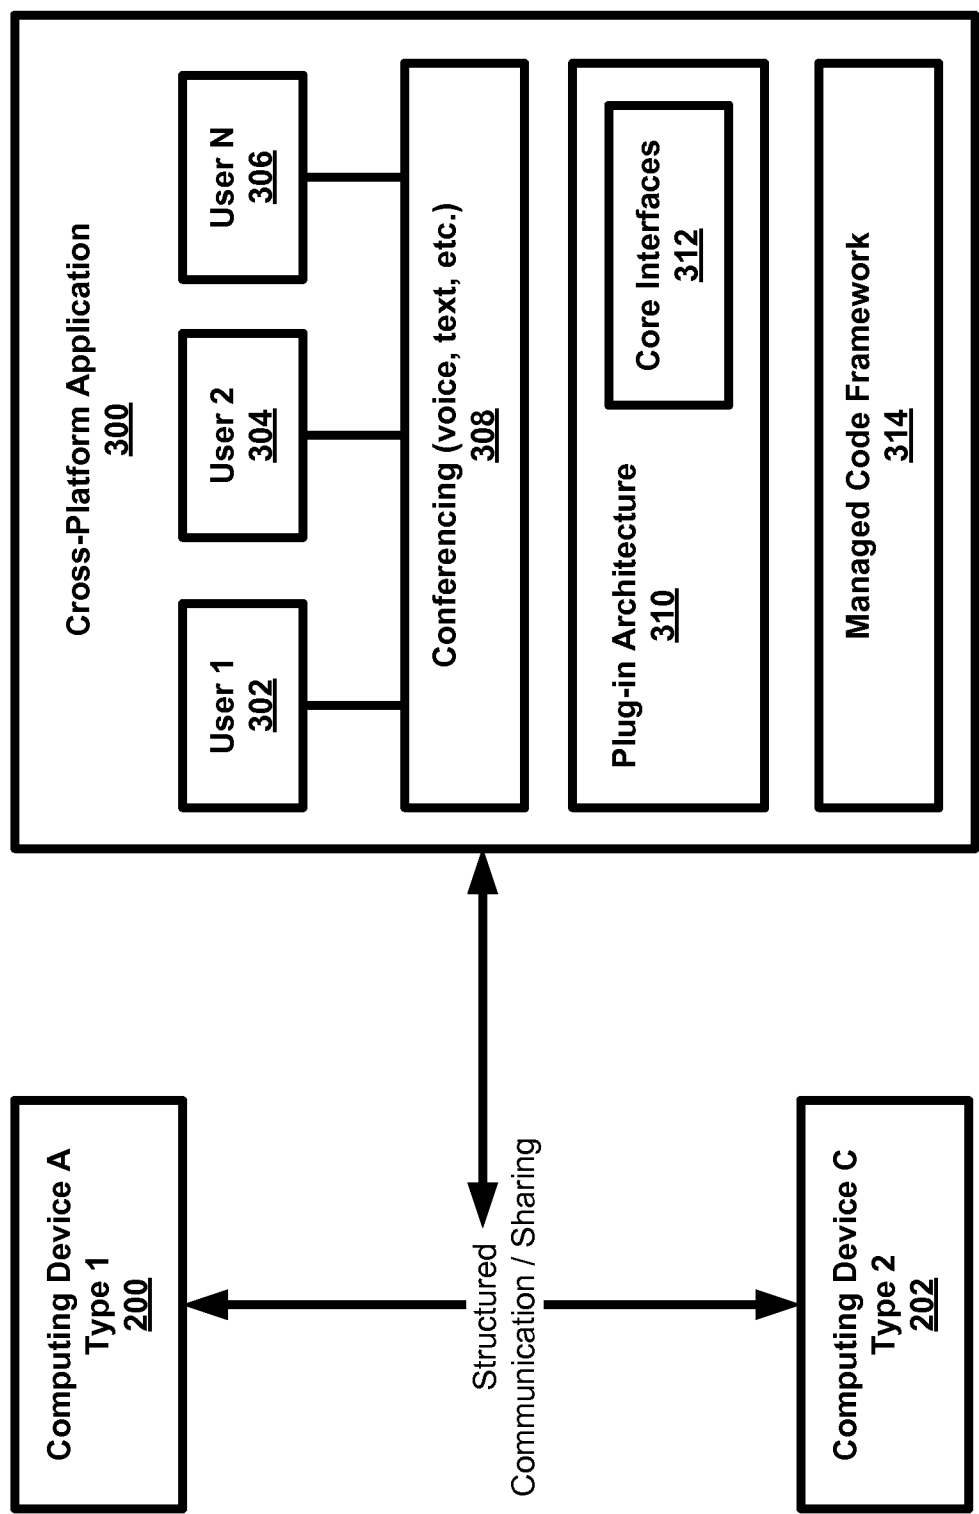 Cross-Platform Application
300
User 1
302
User 2
304
User N
306
Conferencing (voice, text, etc.)
308
Plug-in Architecture
310
Core Interfaces
312
Managed Code Framework
314
Computing Device A
Type 1
200
Structured
Communication / Sharing
Computing Device C
Type 2
202